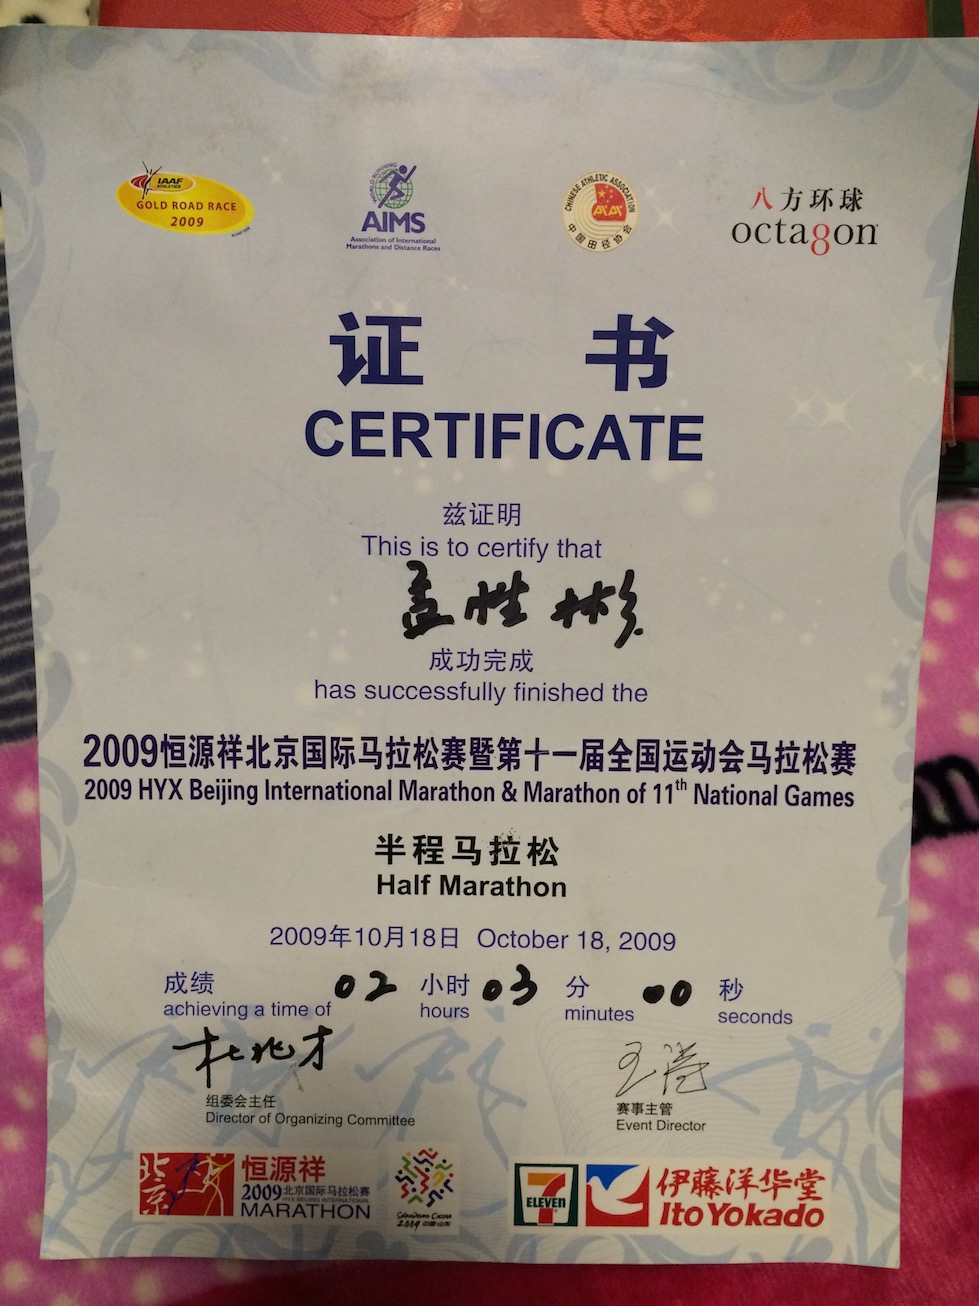 IAAF
ATHLETICS
GOLD ROAD RACE
2009
WORLD RUNNING
AIMS
Association of International
Marathons and Distance Races
CHINESE ATHLETIC ASSOCIATION
中国田径协会
八方环球
octagon
证 书
CERTIFICATE
兹证明
This is to certify that
孟胜彬
成功完成
has successfully finished the
2009恒源祥北京国际马拉松赛暨第十一届全国运动会马拉松赛
2009 HYX Beijing International Marathon & Marathon of 11th National Games
半程马拉松
Half Marathon
2009年10月18日 October 18, 2009
成绩 02 小时 03 分 00 秒
achieving a time of hours minutes seconds
杜兆才
王涛
组委会主任
Director of Organizing Committee
赛事主管
Event Director
北京
恒源祥
2009北京国际马拉松赛
HYX BEIJING INTERNATIONAL
MARATHON
Shandong China
2009 中国·山东
7
ELEVEN
伊藤洋华堂
Ito Yokado